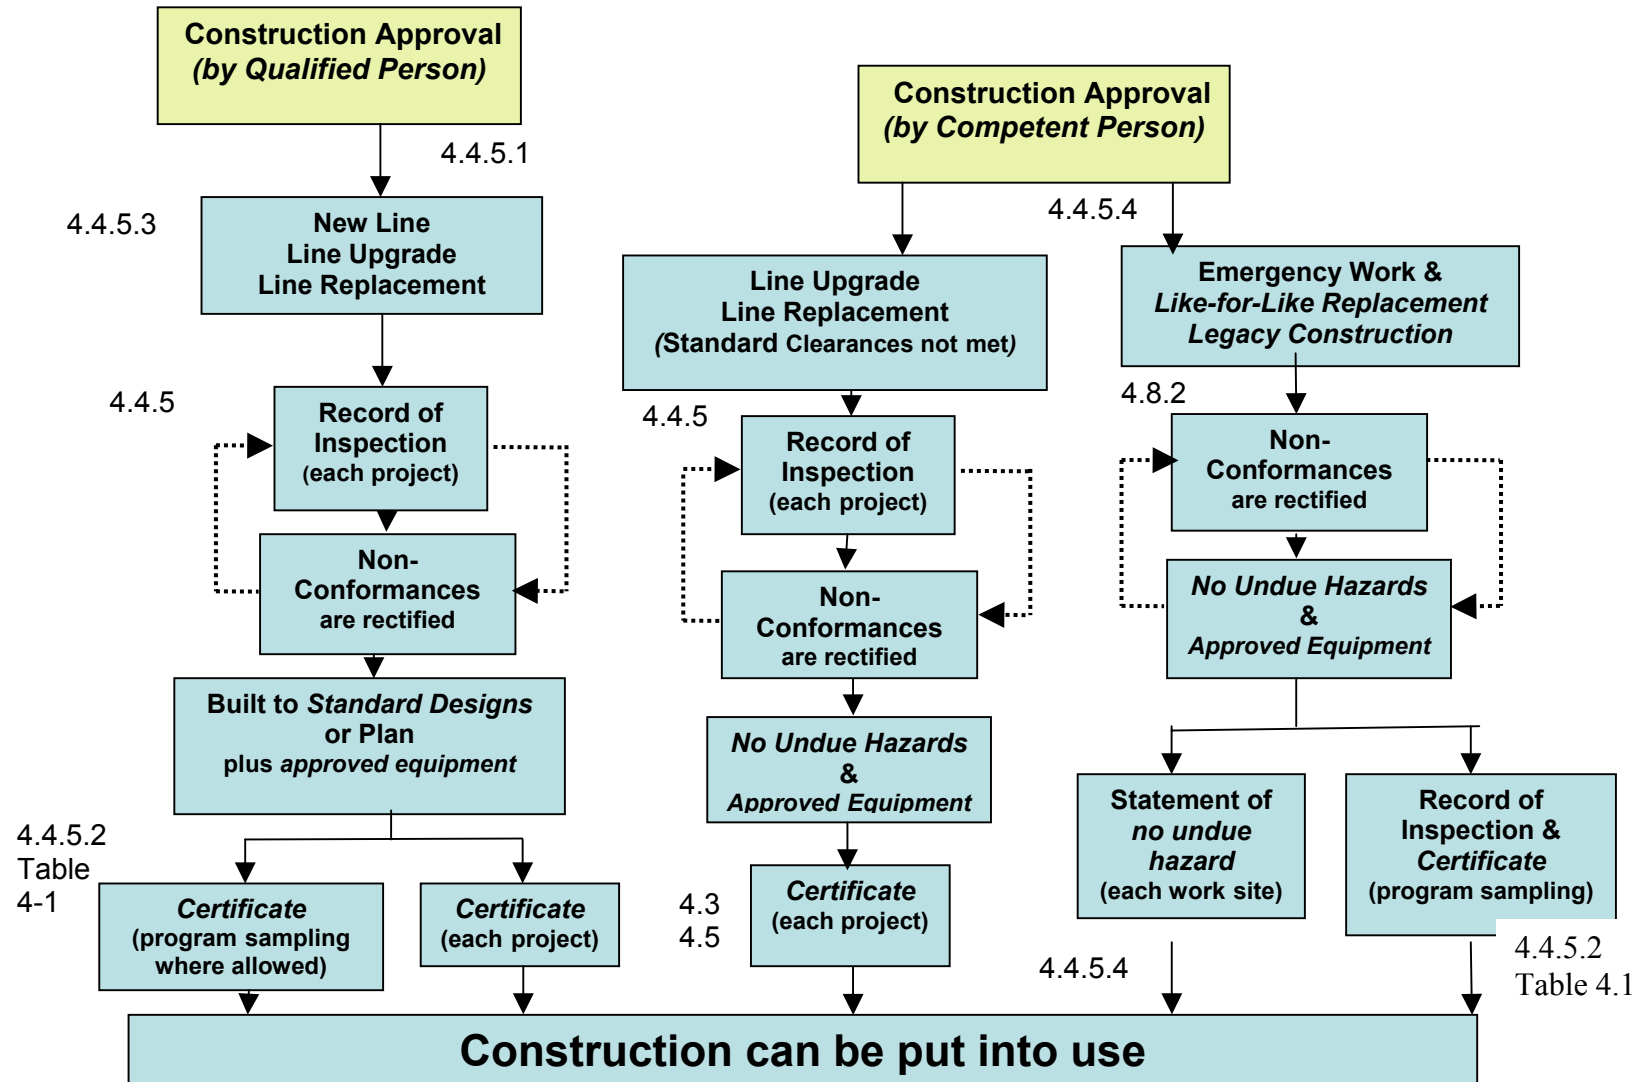 Construction Approval
(by Qualified Person)
4.4.5.1
4.4.5.3
New Line
Line Upgrade
Line Replacement
4.4.5
Record of
Inspection
(each project)
Non-
Conformances
are rectified
Built to Standard Designs
or Plan
plus approved equipment
4.4.5.2
Table
4-1
Certificate
(program sampling
where allowed)
Certificate
(each project)
Construction Approval
(by Competent Person)
4.4.5.4
Line Upgrade
Line Replacement
(Standard Clearances not met)
4.4.5
Record of
Inspection
(each project)
Non-
Conformances
are rectified
No Undue Hazards
&
Approved Equipment
4.3
4.5
Certificate
(each project)
Emergency Work &
Like-for-Like Replacement
Legacy Construction
4.8.2
Non-
Conformances
are rectified
No Undue Hazards
&
Approved Equipment
Statement of
no undue
hazard
(each work site)
4.4.5.4
Record of
Inspection &
Certificate
(program sampling)
4.4.5.2
Table 4.1
Construction can be put into use